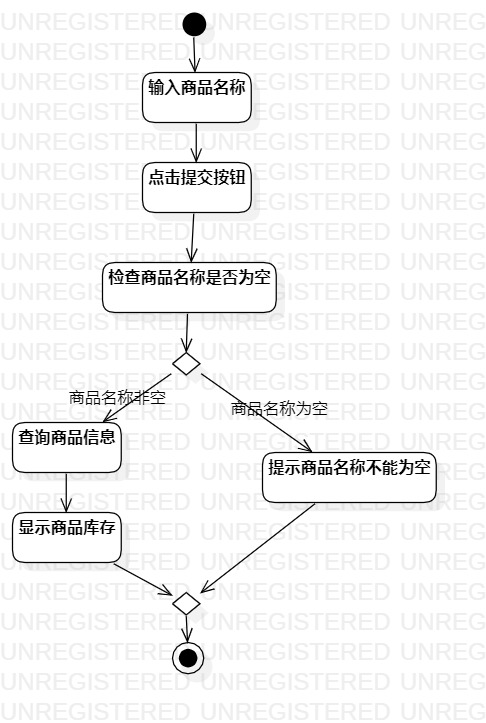 UNREGISTERED UNREGISTERED UNREG
输入商品名称
点击提交按钮
检查商品名称是否为空
商品名称非空
商品名称为空
查询商品信息
提示商品名称不能为空
显示商品库存